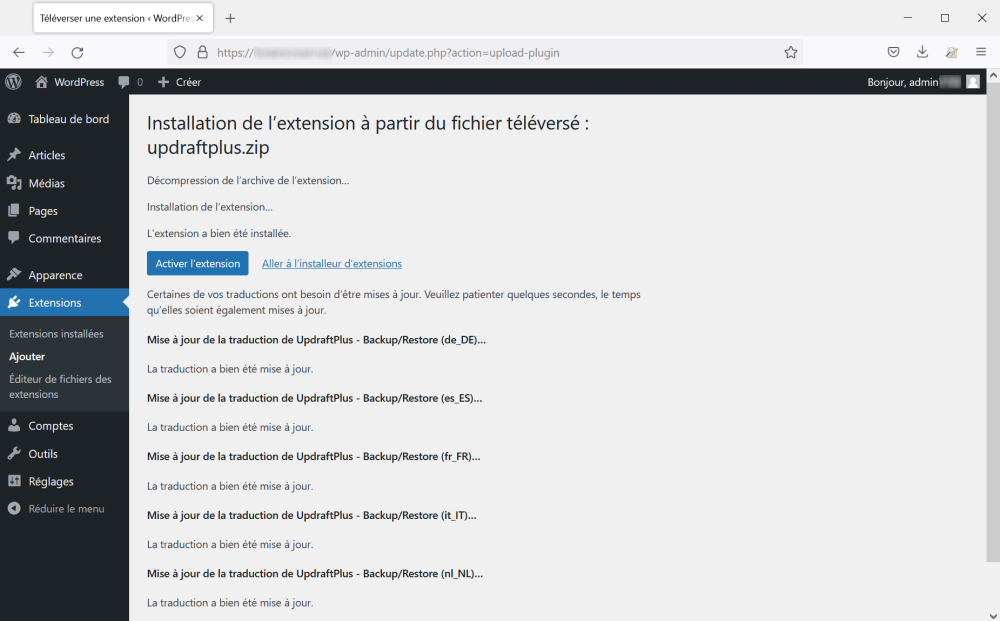 Téléverser une extension ‹ WordPre
https://
/wp-admin/update.php?action=upload-plugin
WordPress
0
Créer
Bonjour, admin
Tableau de bord
Articles
Médias
Pages
Commentaires
Apparence
Extensions
Extensions installées
Ajouter
Éditeur de fichiers des
extensions
Comptes
Outils
Réglages
Réduire le menu
Installation de l’extension à partir du fichier téléversé :
updraftplus.zip
Décompression de l’archive de l’extension…
Installation de l’extension…
L’extension a bien été installée.
Activer l’extension
Aller à l’installeur d’extensions
Certaines de vos traductions ont besoin d’être mises à jour. Veuillez patienter quelques secondes, le temps
qu’elles soient également mises à jour.
Mise à jour de la traduction de UpdraftPlus - Backup/Restore (de_DE)…
La traduction a bien été mise à jour.
Mise à jour de la traduction de UpdraftPlus - Backup/Restore (es_ES)…
La traduction a bien été mise à jour.
Mise à jour de la traduction de UpdraftPlus - Backup/Restore (fr_FR)…
La traduction a bien été mise à jour.
Mise à jour de la traduction de UpdraftPlus - Backup/Restore (it_IT)…
La traduction a bien été mise à jour.
Mise à jour de la traduction de UpdraftPlus - Backup/Restore (nl_NL)…
La traduction a bien été mise à jour.